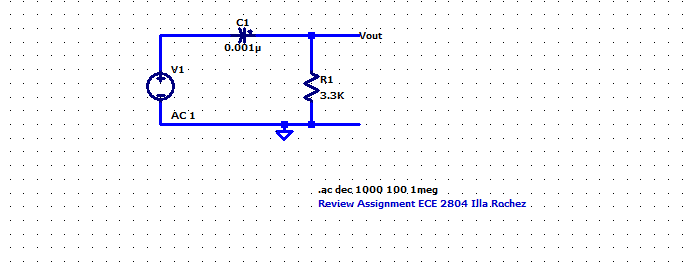 C1
Vout
0.001µ
V1
R1
3.3K
AC 1
.ac dec 1000 100 1meg
Review Assignment ECE 2804 Illa Rochez